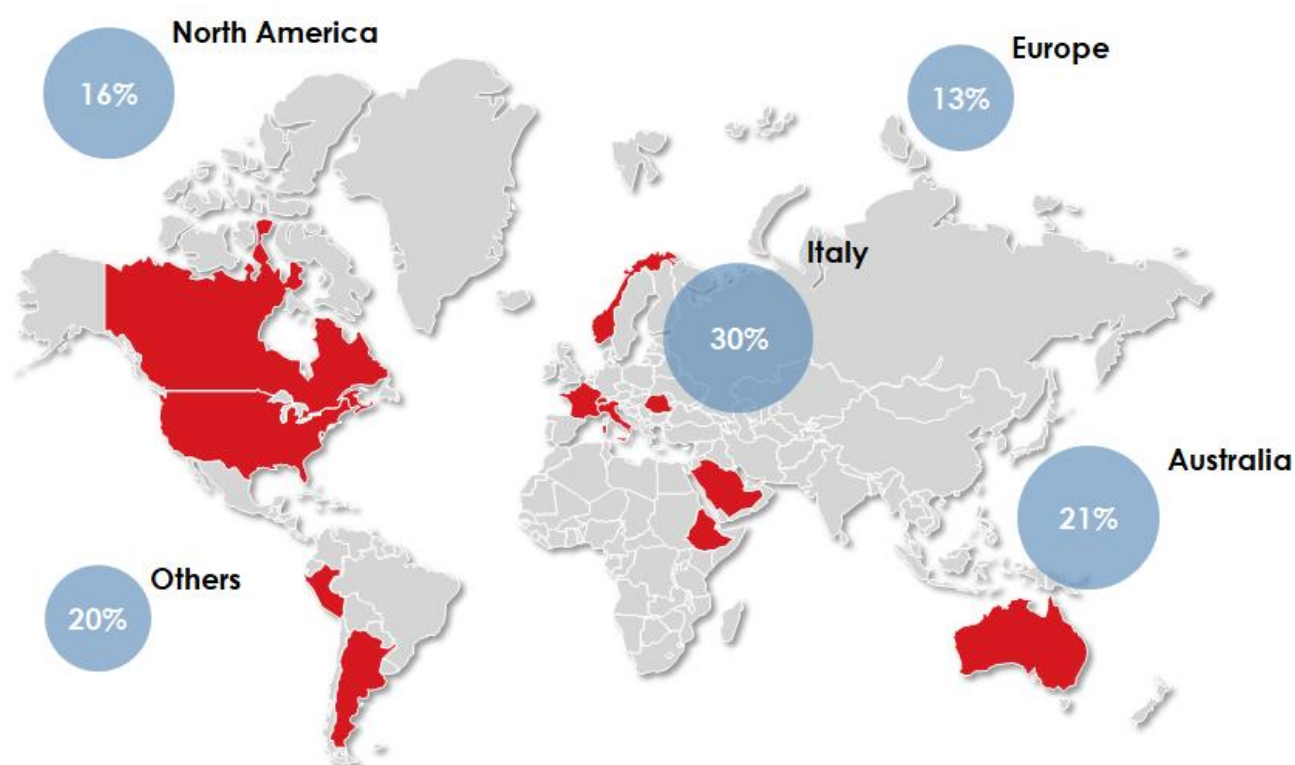 North America
16%
Europe
13%
Italy
30%
Australia
21%
Others
20%